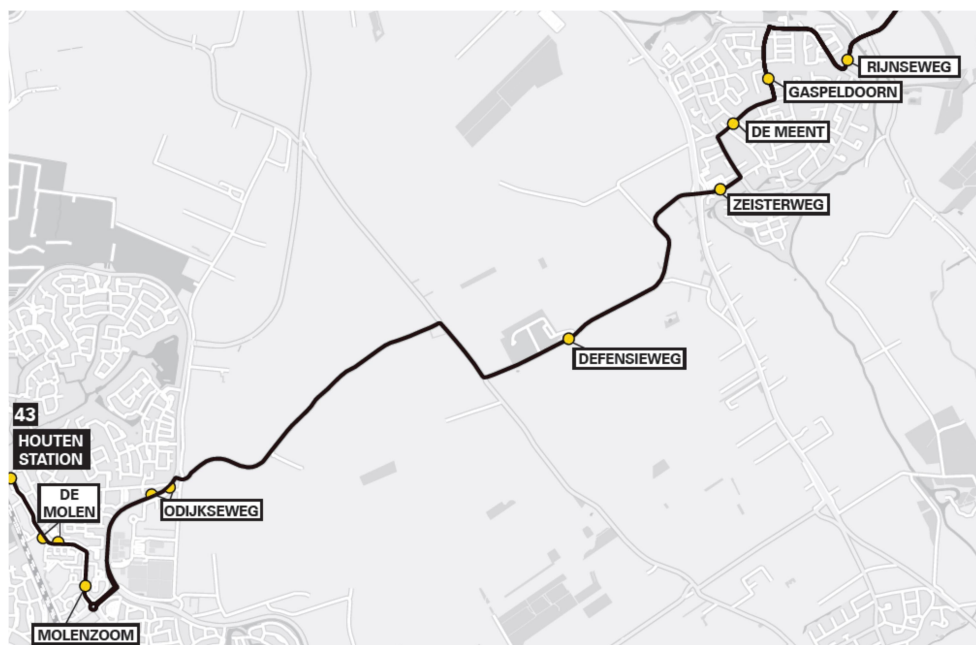 RIJNSEWEG
GASPELDOORN
DE MEENT
ZEISTERWEG
DEFENSIEWEG
43
HOUTEN
STATION
DE
MOLEN
ODIJKSEWEG
MOLENZOOM